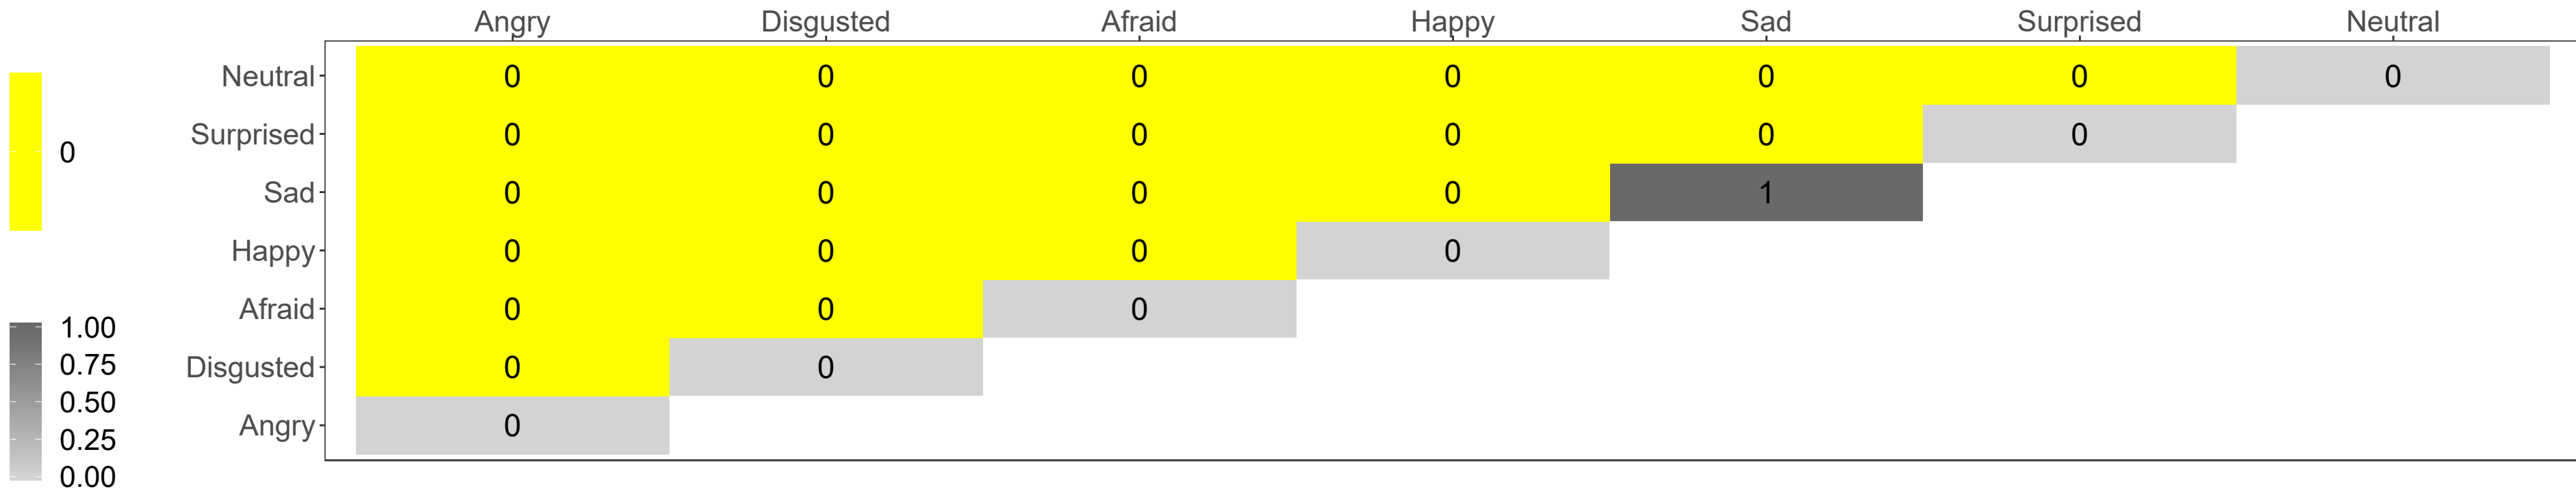 Angry Disgusted Afraid Happy Sad Surprised Neutral
Neutral 0 0 0 0 0 0 0
Surprised 0 0 0 0 0 0
Sad 0 0 0 0 1
Happy 0 0 0 0
Afraid 0 0 0
Disgusted 0 0
Angry 0
0
1.00
0.75
0.50
0.25
0.00